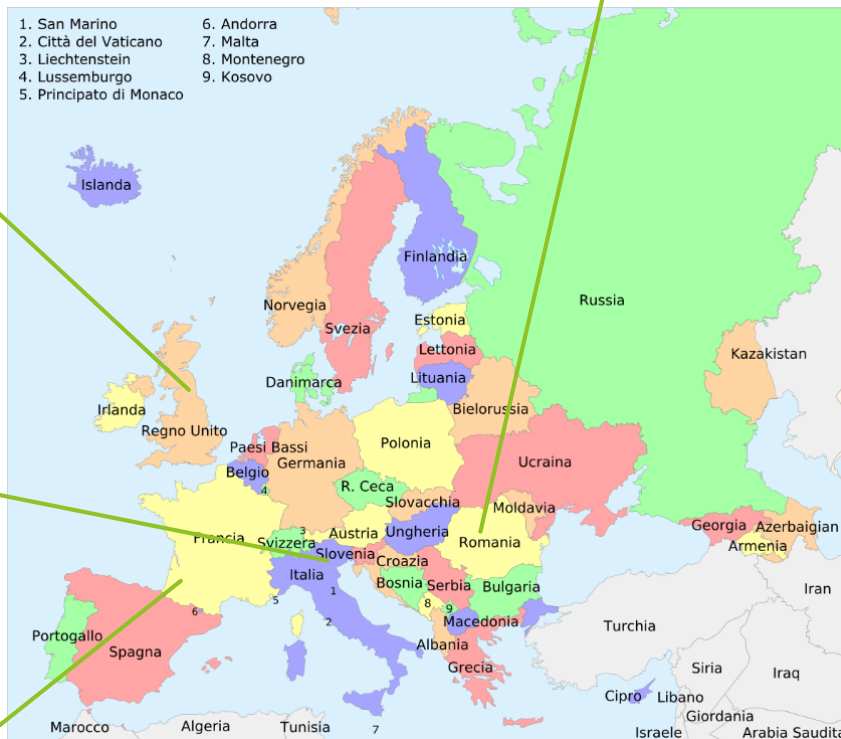 1. San Marino
2. Città del Vaticano
3. Liechtenstein
4. Lussemburgo
5. Principato di Monaco
6. Andorra
7. Malta
8. Montenegro
9. Kosovo
Islanda
Finlandia
Russia
Norvegia
Svezia
Estonia
Lettonia
Kazakistan
Danimarca
Lituania
Irlanda
Bielorussia
Regno Unito
Paesi Bassi
Polonia
Germania
Ucraina
Belgio
R. Ceca
4
Slovacchia
Moldavia
Francia
3
Svizzera
Austria
Ungheria
Romania
Georgia
Azerbaigian
Armenia
Slovenia
Croazia
Italia
Bosnia
Serbia
Bulgaria
Iran
1
5
8
9
6
2
Macedonia
Turchia
Portogallo
Spagna
Albania
Grecia
Siria
Iraq
Cipro
Libano
Giordania
Marocco
Algeria
Tunisia
7
Israele
Arabia Saudita